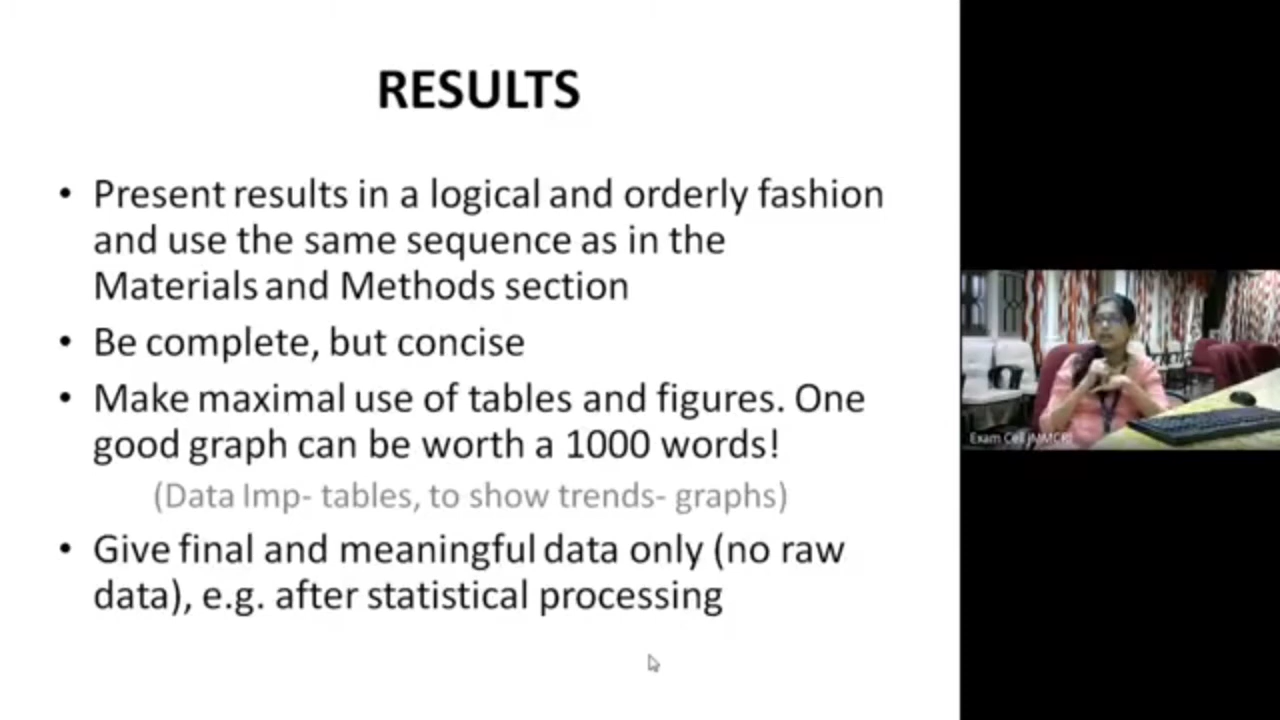 RESULTS
• Present results in a logical and orderly fashion
and use the same sequence as in the
Materials and Methods section
• Be complete, but concise
• Make maximal use of tables and figures. One
good graph can be worth a 1000 words!
(Data Imp- tables, to show trends- graphs)
• Give final and meaningful data only (no raw
data), e.g. after statistical processing
Exam Cell